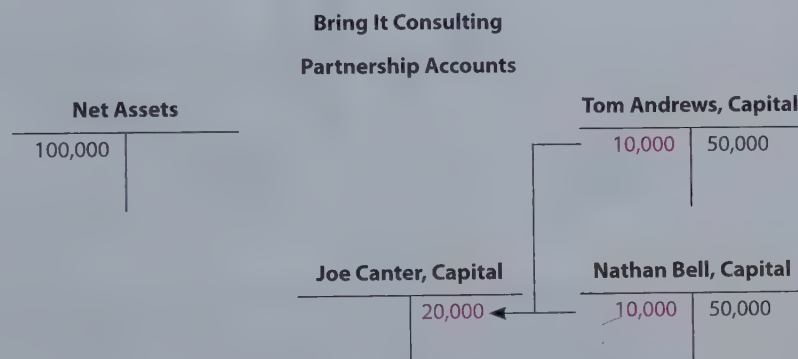 Bring It Consulting
Partnership Accounts
Net Assets
100,000
Tom Andrews, Capital
10,000 50,000
Joe Canter, Capital
20,000
Nathan Bell, Capital
10,000 50,000